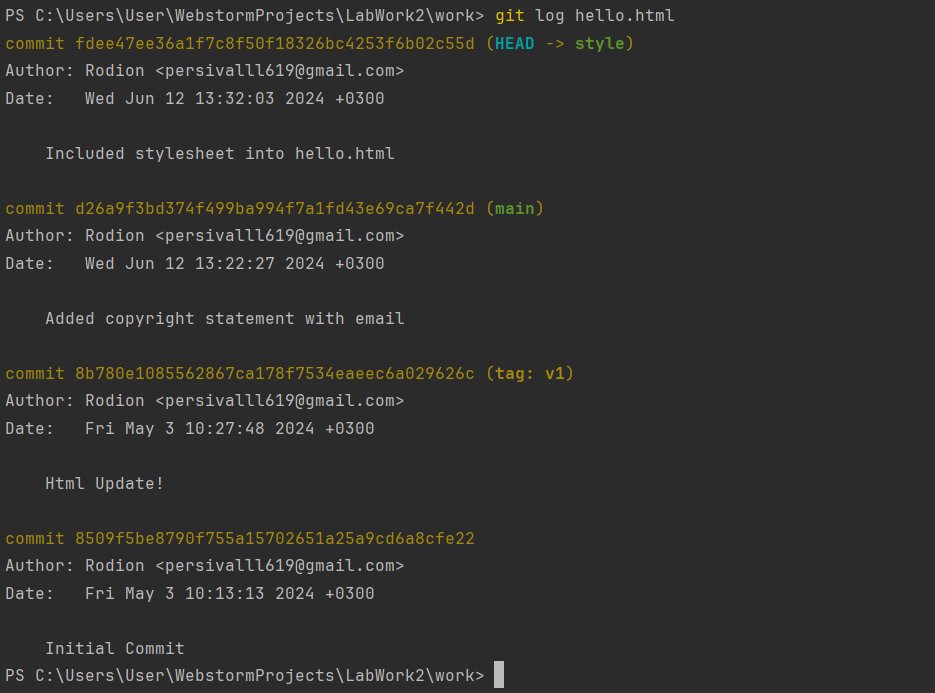 PS C:\Users\User\WebstormProjects\LabWork2\work> git log hello.html
commit fdee47ee36a1f7c8f50f18326bc4253f6b02c55d (HEAD -> style)
Author: Rodion <persivalll619@gmail.com>
Date:   Wed Jun 12 13:32:03 2024 +0300
    Included stylesheet into hello.html
commit d26a9f3bd374f499ba994f7a1fd43e69ca7f442d (main)
Author: Rodion <persivalll619@gmail.com>
Date:   Wed Jun 12 13:22:27 2024 +0300
    Added copyright statement with email
commit 8b780e1085562867ca178f7534eaeec6a029626c (tag: v1)
Author: Rodion <persivalll619@gmail.com>
Date:   Fri May 3 10:27:48 2024 +0300
    Html Update!
commit 8509f5be8790f755a15702651a25a9cd6a8cfe22
Author: Rodion <persivalll619@gmail.com>
Date:   Fri May 3 10:13:13 2024 +0300
    Initial Commit
PS C:\Users\User\WebstormProjects\LabWork2\work>